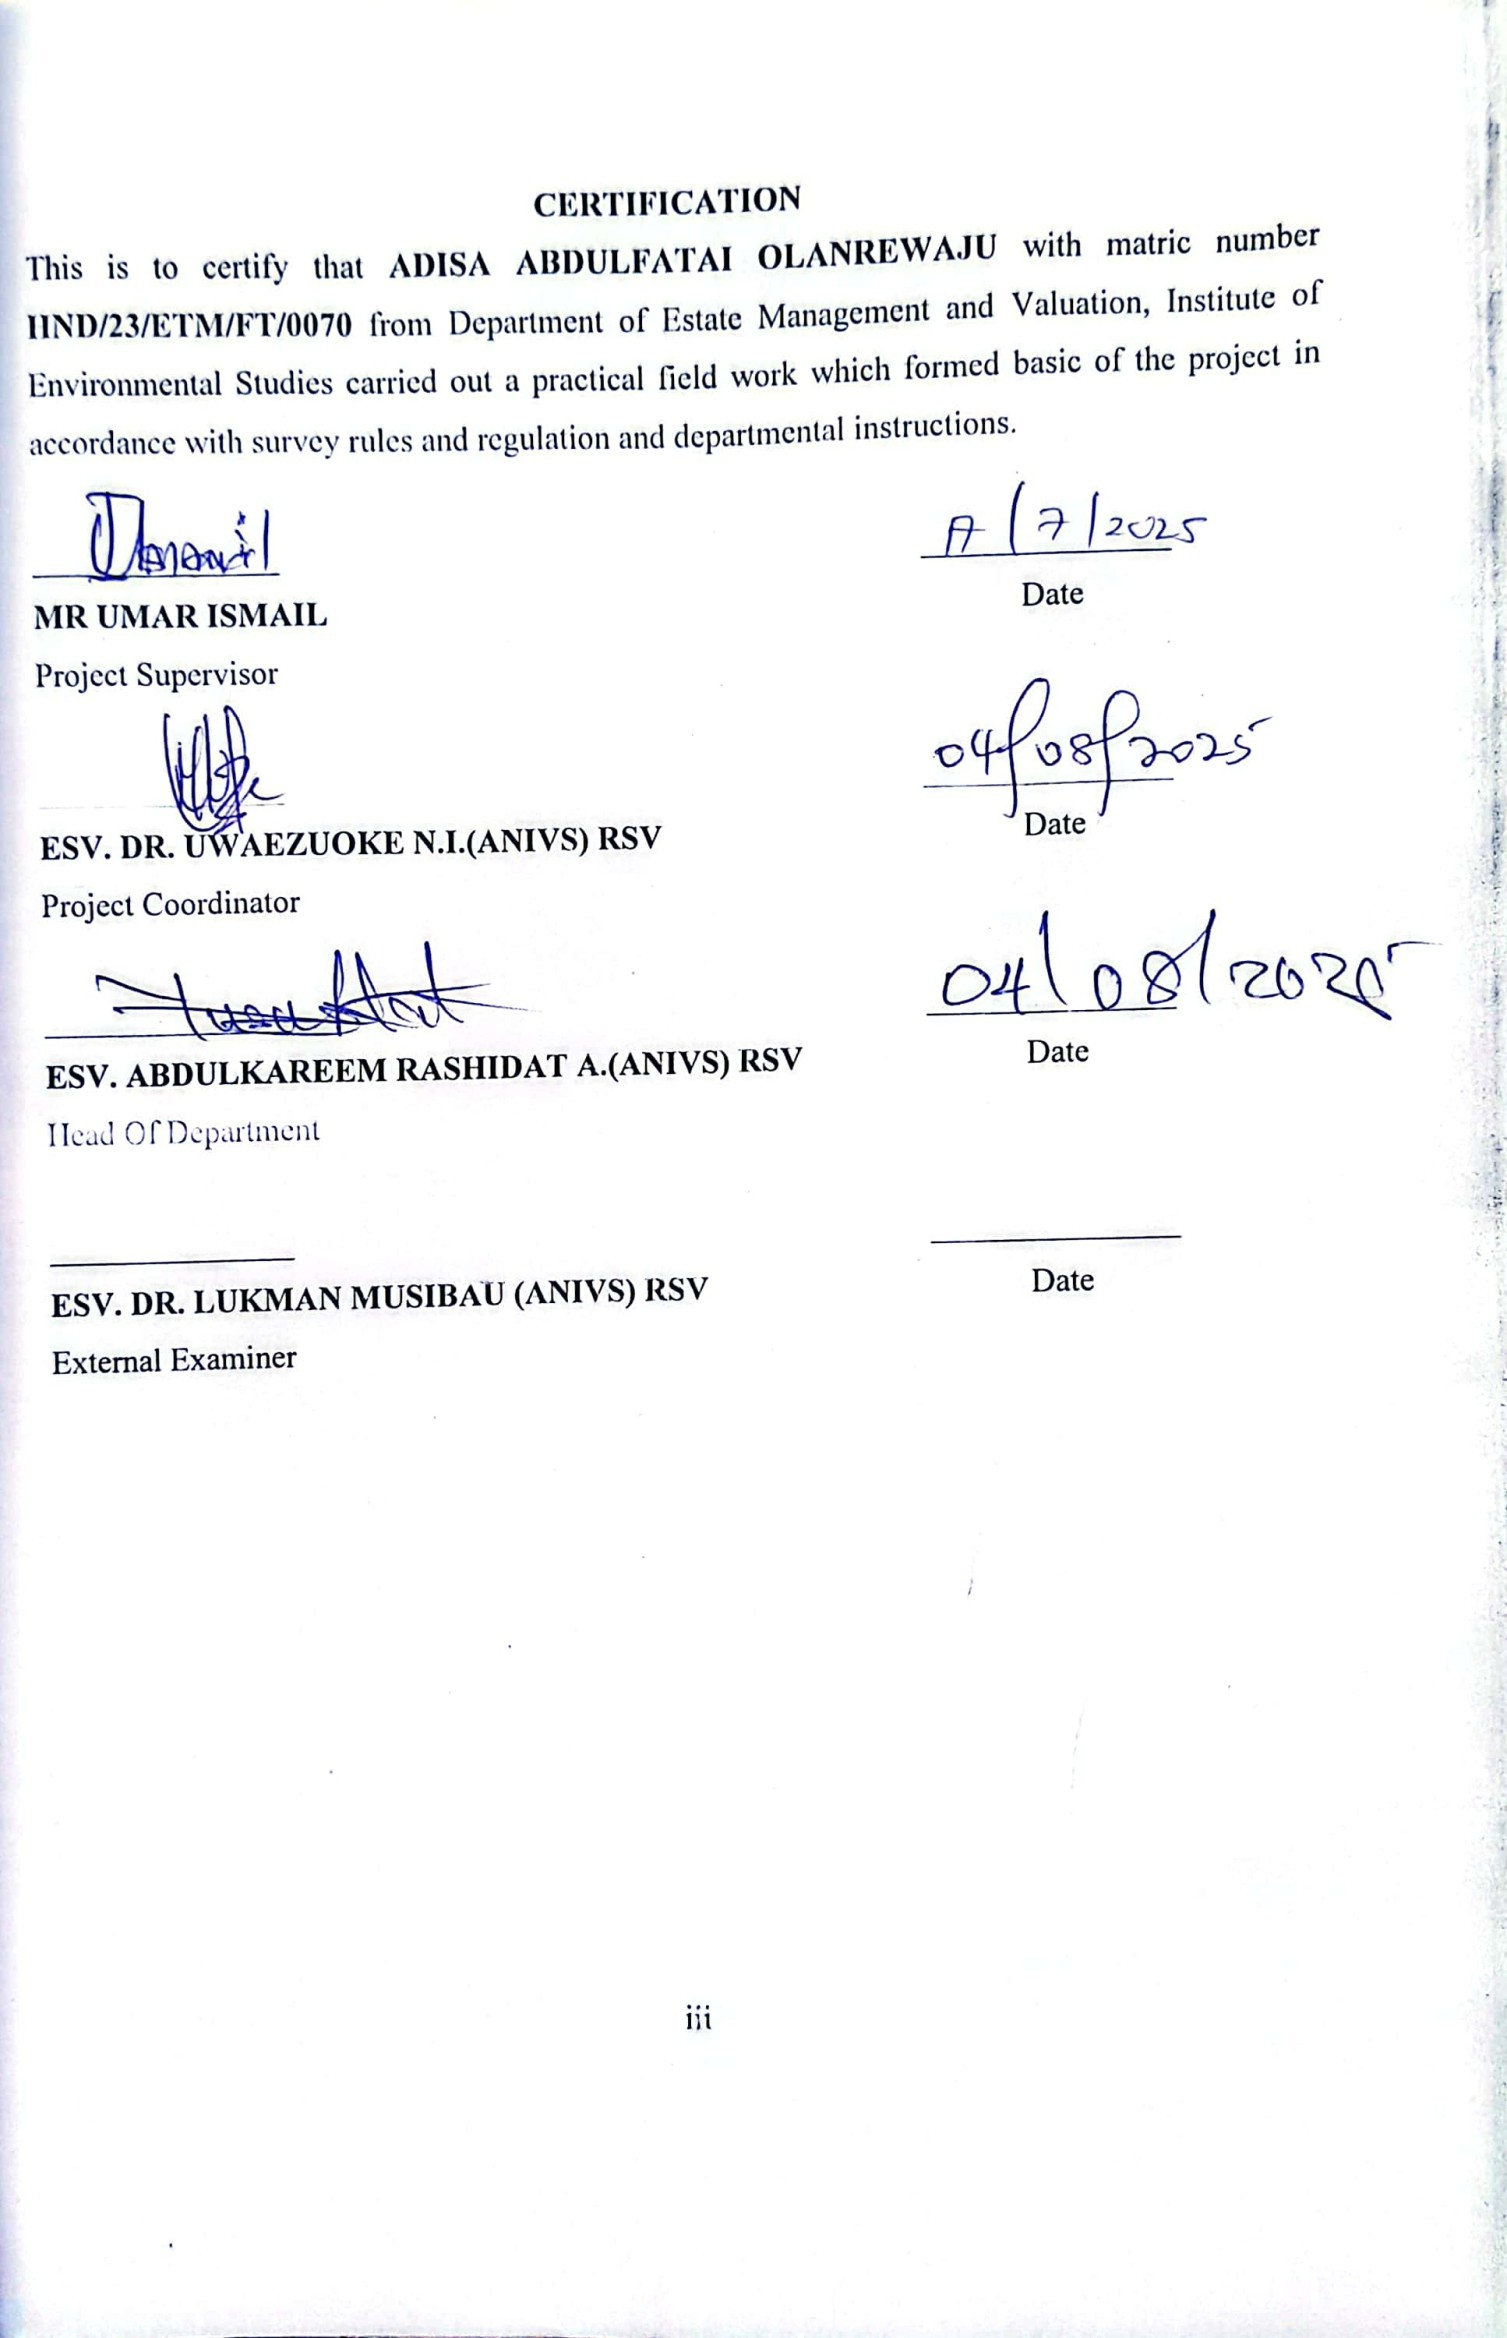 CERTIFICATION
This is to certify that ADISA ABDULFATAI OLANREWAJU with matric number
HND/23/ETM/FT/0070 from Department of Estate Management and Valuation, Institute of
Environmental Studies carried out a practical field work which formed basic of the project in
accordance with survey rules and regulation and departmental instructions.
/7/2025
MR UMAR ISMAIL
Date
Project Supervisor
04/08/2025
ESV. DR. UWAEZUOKE N.I.(ANIVS) RSV
Date
Project Coordinator
04/08/2025
ESV. ABDULKAREEM RASHIDAT A.(ANIVS) RSV
Date
Head Of Department
ESV. DR. LUKMAN MUSIBAU (ANIVS) RSV
Date
External Examiner
iii